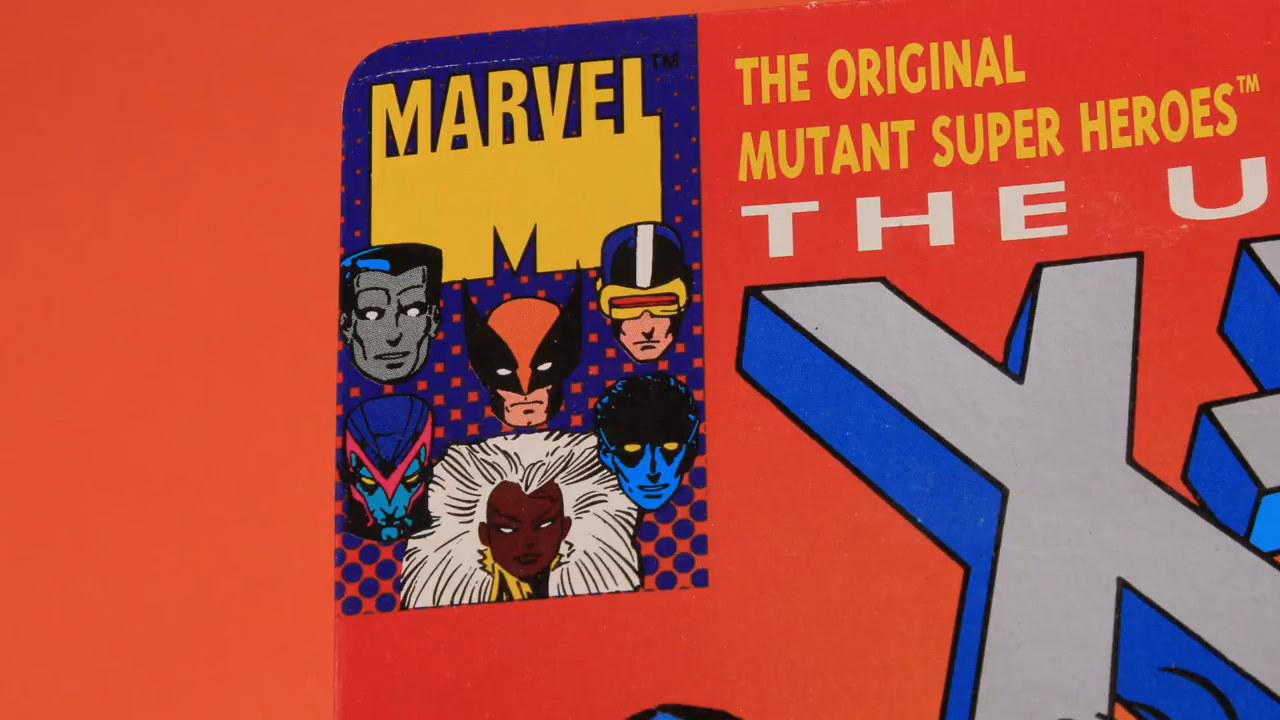 MARVEL™
THE ORIGINAL
MUTANT SUPER HEROES™
THE U
X